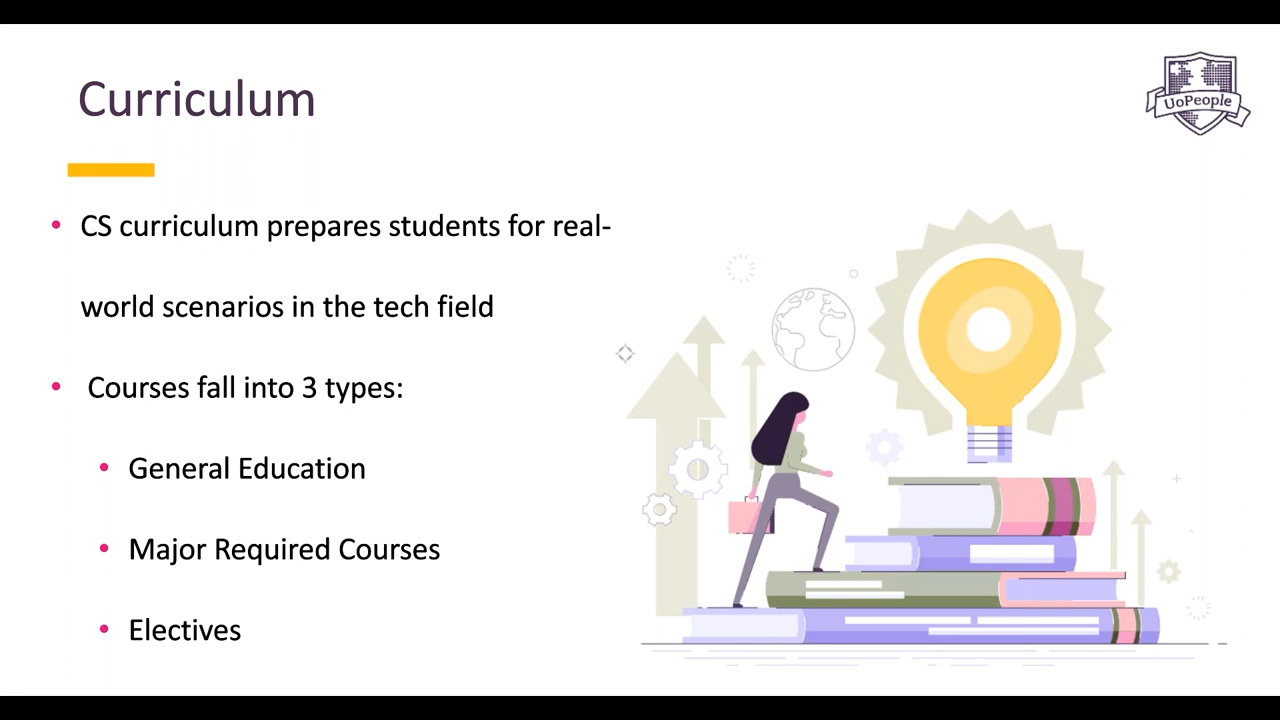 Curriculum
UoPeople
• CS curriculum prepares students for real-
world scenarios in the tech field
• Courses fall into 3 types:
• General Education
• Major Required Courses
• Electives